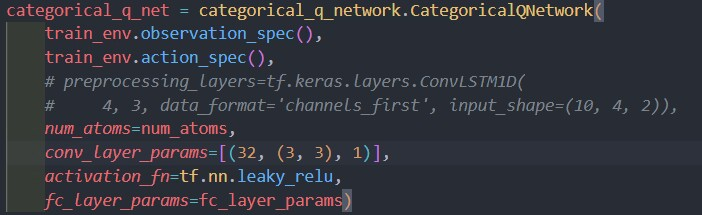 categorical_q_net = categorical_q_network.CategoricalQNetwork(
    train_env.observation_spec(),
    train_env.action_spec(),
    # preprocessing_layers=tf.keras.layers.ConvLSTM1D(
    #     4, 3, data_format='channels_first', input_shape=(10, 4, 2)),
    num_atoms=num_atoms,
    conv_layer_params=[(32, (3, 3), 1)],
    activation_fn=tf.nn.leaky_relu,
    fc_layer_params=fc_layer_params)